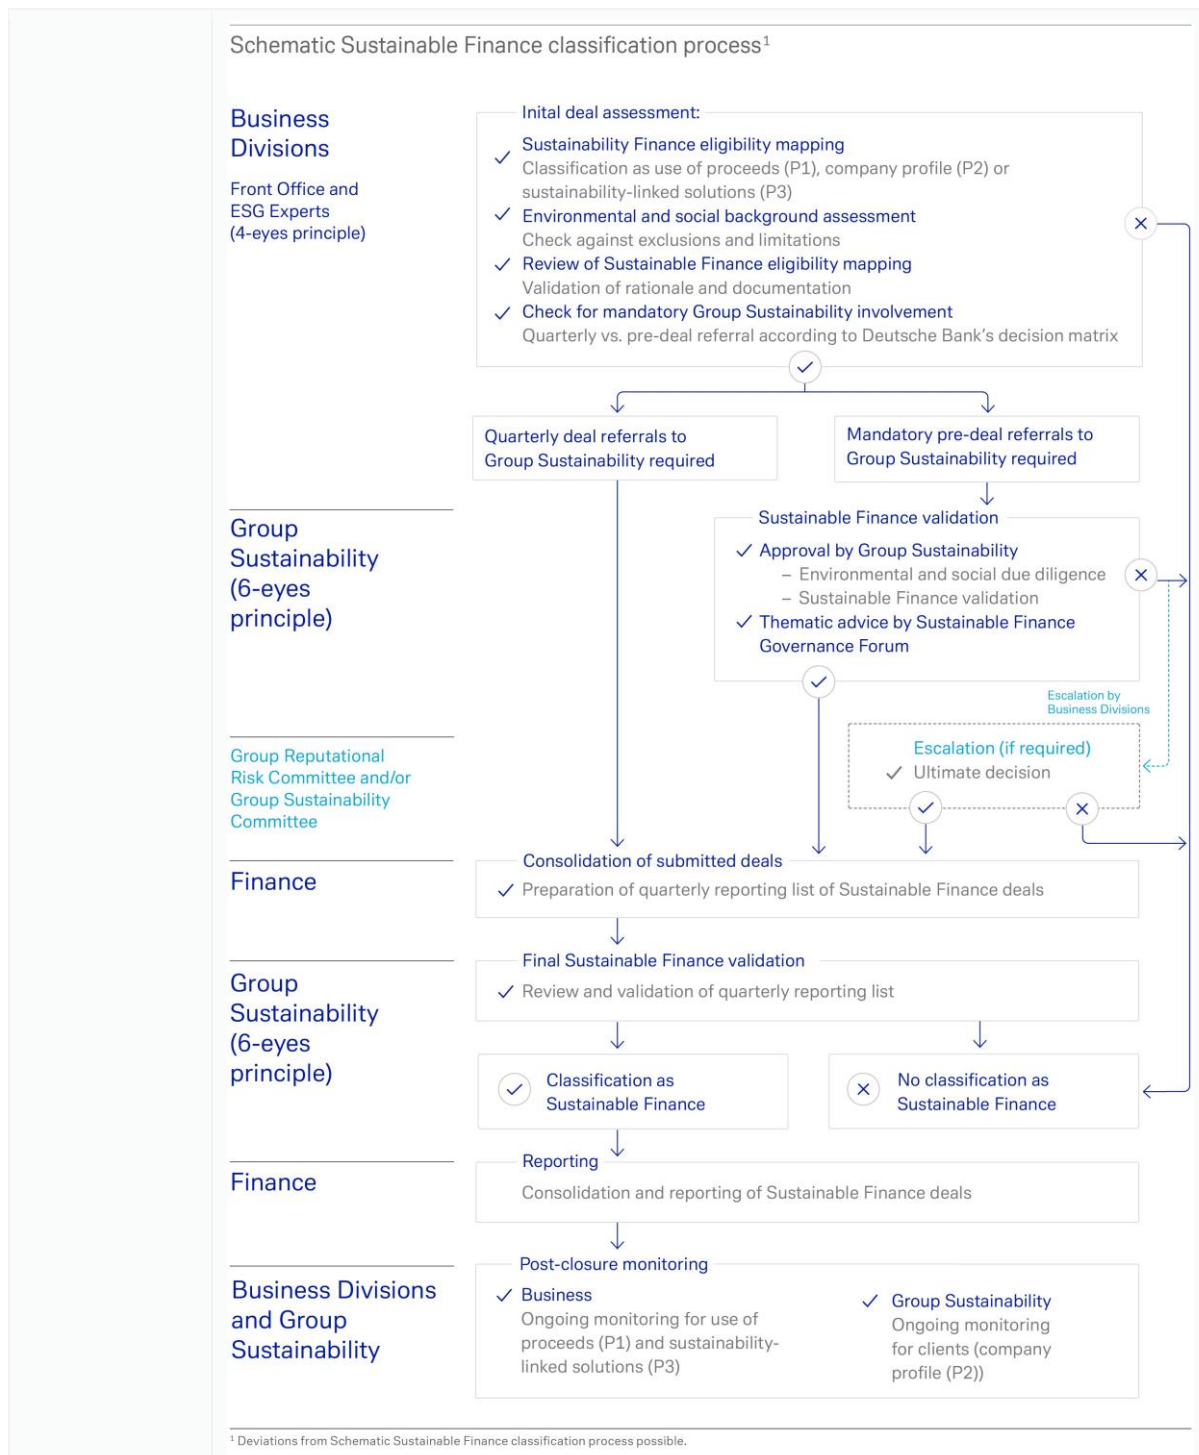 Schematic Sustainable Finance classification process¹
Business
Divisions
Front Office and
ESG Experts
(4-eyes principle)
Inital deal assessment:
Sustainability Finance eligibility mapping
Classification as use of proceeds (P1), company profile (P2) or
sustainability-linked solutions (P3)
Environmental and social background assessment
Check against exclusions and limitations
Review of Sustainable Finance eligibility mapping
Validation of rationale and documentation
Check for mandatory Group Sustainability involvement
Quarterly vs. pre-deal referral according to Deutsche Bank's decision matrix
Quarterly deal referrals to
Group Sustainability required
Mandatory pre-deal referrals to
Group Sustainability required
Group
Sustainability
(6-eyes
principle)
Sustainable Finance validation
Approval by Group Sustainability
– Environmental and social due diligence
– Sustainable Finance validation
Thematic advice by Sustainable Finance
Governance Forum
Escalation by
Business Divisions
Group Reputational
Risk Committee and/or
Group Sustainability
Committee
Escalation (if required)
Ultimate decision
Finance
Consolidation of submitted deals
Preparation of quarterly reporting list of Sustainable Finance deals
Group
Sustainability
(6-eyes
principle)
Final Sustainable Finance validation
Review and validation of quarterly reporting list
Classification as
Sustainable Finance
No classification as
Sustainable Finance
Finance
Reporting
Consolidation and reporting of Sustainable Finance deals
Business Divisions
and Group
Sustainability
Post-closure monitoring
Business
Ongoing monitoring for use of
proceeds (P1) and sustainability-
linked solutions (P3)
Group Sustainability
Ongoing monitoring
for clients (company
profile (P2))
¹ Deviations from Schematic Sustainable Finance classification process possible.